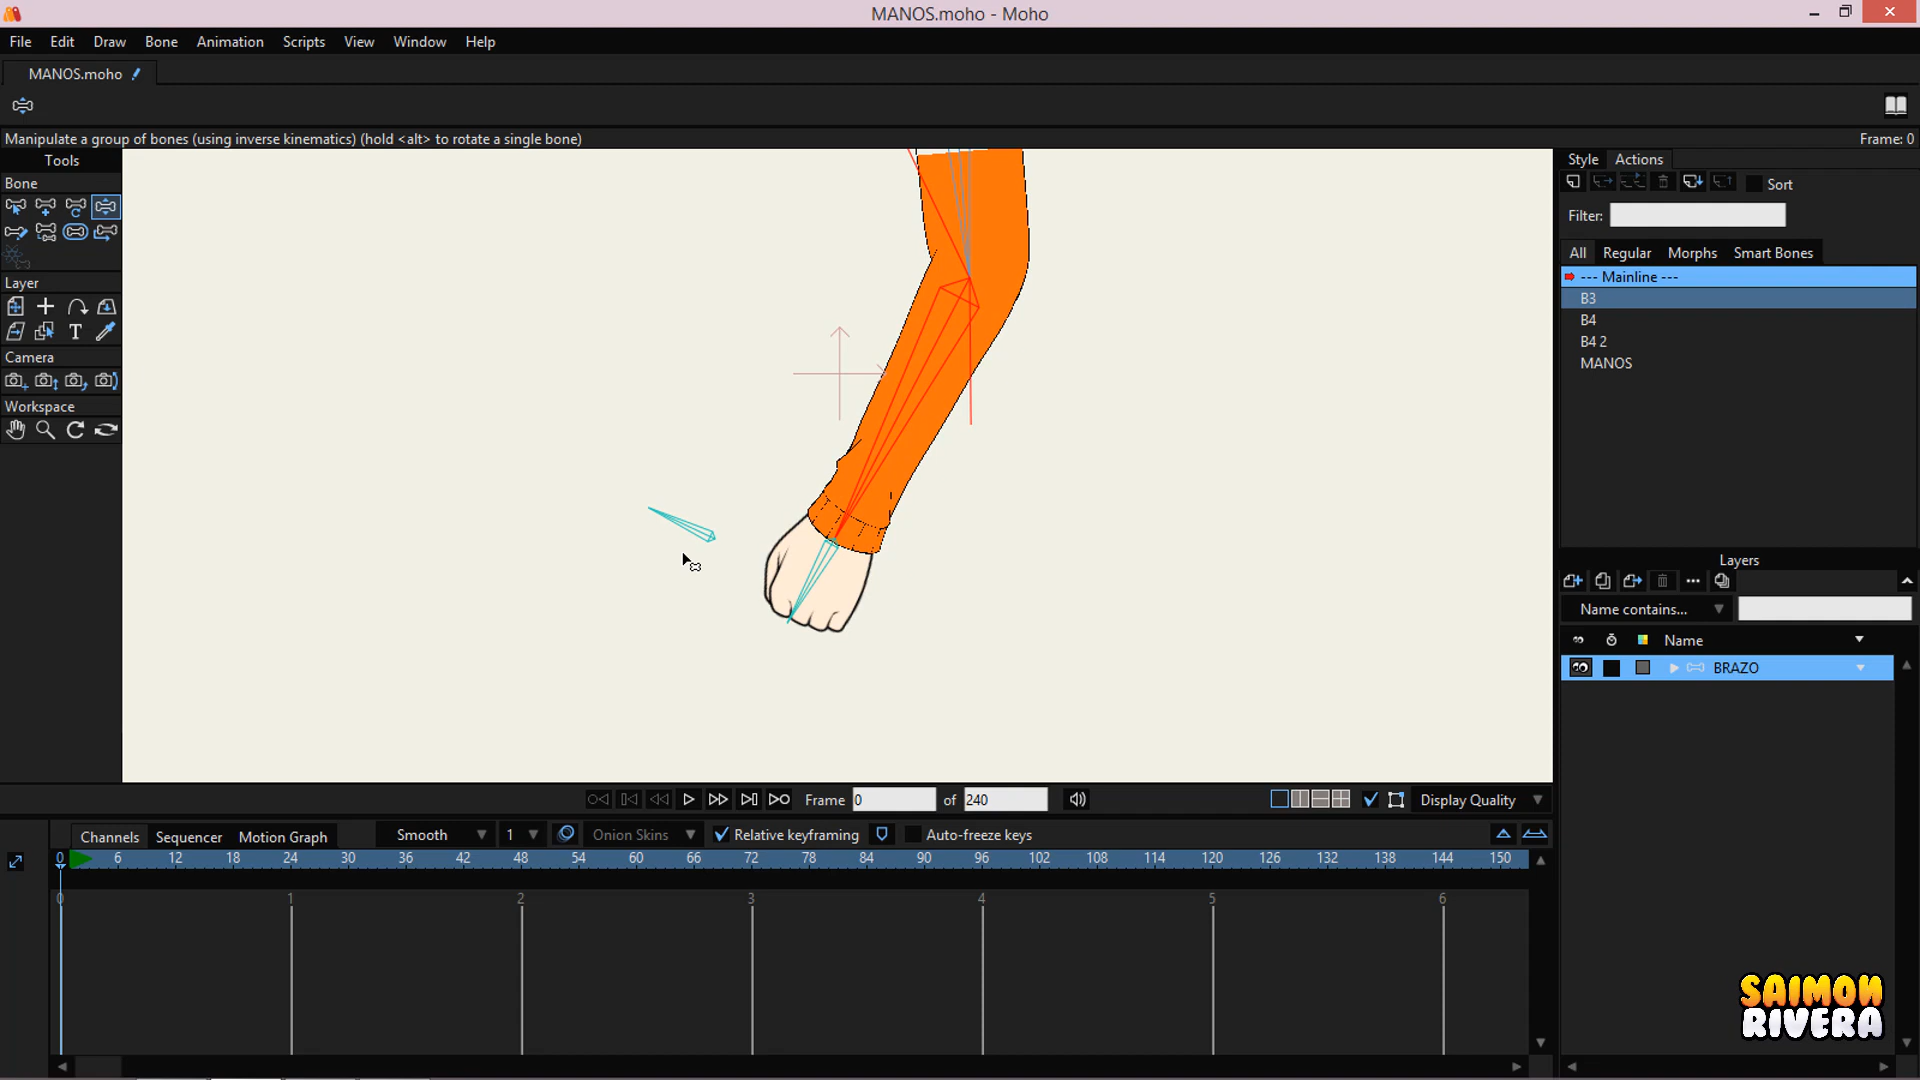 MANOS.moho - Moho
File Edit Draw Bone Animation Scripts View Window Help
MANOS.moho
Manipulate a group of bones (using inverse kinematics) (hold <alt> to rotate a single bone)
Frame: 0
Tools
Bone
Layer
T
Camera
Workspace
Style Actions
Sort
Filter:
All Regular Morphs Smart Bones
--- Mainline ---
B3
B4
B4 2
MANOS
Layers
Name contains...
Name
BRAZO
Frame 0 of 240
Display Quality
Channels Sequencer Motion Graph Smooth 1 Onion Skins Relative keyframing Auto-freeze keys
0 6 12 18 24 30 36 42 48 54 60 66 72 78 84 90 96 102 108 114 120 126 132 138 144 150
0 1 2 3 4 5 6
SAIMON
RIVERA